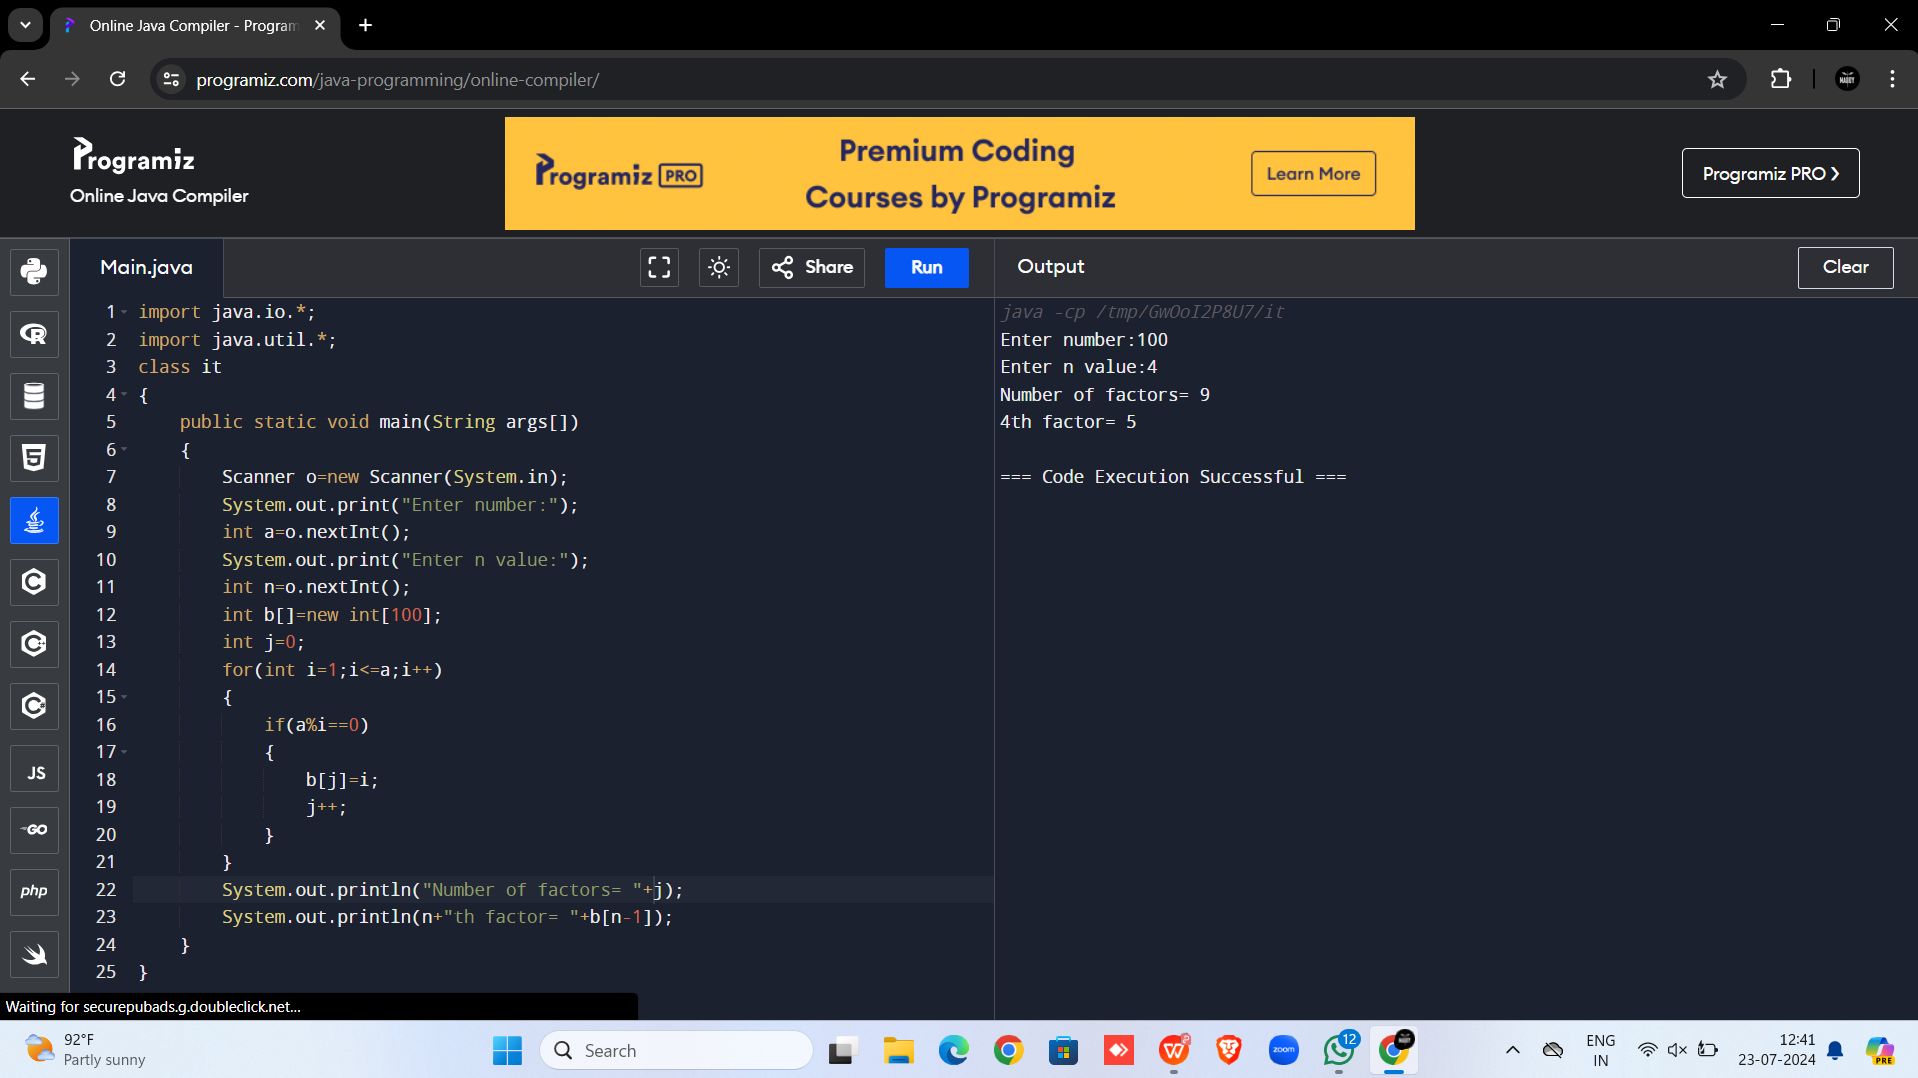 Online Java Compiler - Program
programiz.com/java-programming/online-compiler/
Programiz
Online Java Compiler
Programiz PRO
Premium Coding
Courses by Programiz
Learn More
Programiz PRO ❯
Main.java
Share
Run
Output
Clear
1 import java.io.*;
2 import java.util.*;
3 class it
4 {
5 public static void main(String args[])
6 {
7 Scanner o=new Scanner(System.in);
8 System.out.print("Enter number:");
9 int a=o.nextInt();
10 System.out.print("Enter n value:");
11 int n=o.nextInt();
12 int b[]=new int[100];
13 int j=0;
14 for(int i=1;i<=a;i++)
15 {
16 if(a%i==0)
17 {
18 b[j]=i;
19 j++;
20 }
21 }
22 System.out.println("Number of factors= "+j);
23 System.out.println(n+"th factor= "+b[n-1]);
24 }
25 }
java -cp /tmp/GwOoI2P8U7/it
Enter number:100
Enter n value:4
Number of factors= 9
4th factor= 5
=== Code Execution Successful ===
JS
GO
php
Waiting for securepubads.g.doubleclick.net...
92°F
Partly sunny
Search
zoom
12
ENG
IN
12:41
23-07-2024
PRE